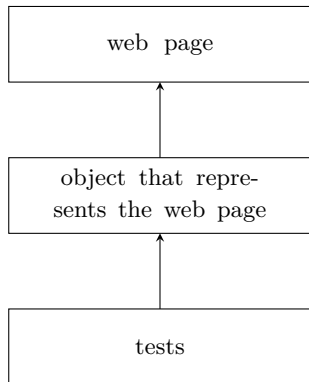 web page
object that repre-
sents the web page
tests